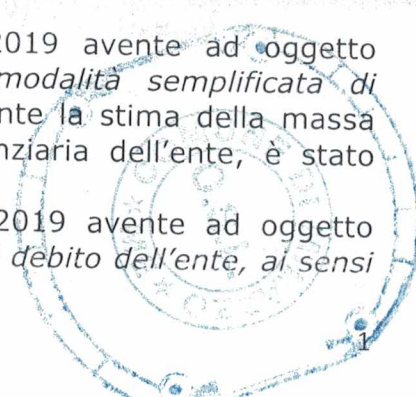 2019 avente ad oggetto
modalità semplificata di
nte la stima della massa
nziaria dell'ente, è stato
2019 avente ad oggetto
debito dell'ente, ai sensi
1